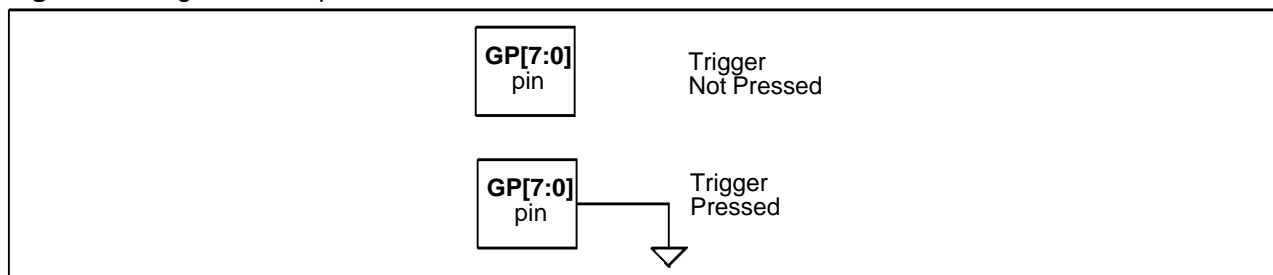 GP[7:0]
pin
Trigger
Not Pressed
GP[7:0]
pin
Trigger
Pressed